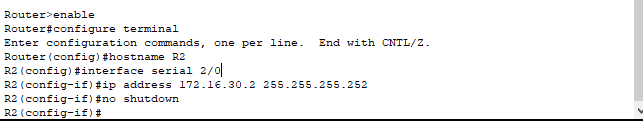 Router>enable
Router#configure terminal
Enter configuration commands, one per line.  End with CNTL/Z.
Router(config)#hostname R2
R2(config)#interface serial 2/0
R2(config-if)#ip address 172.16.30.2 255.255.255.252
R2(config-if)#no shutdown
R2(config-if)#